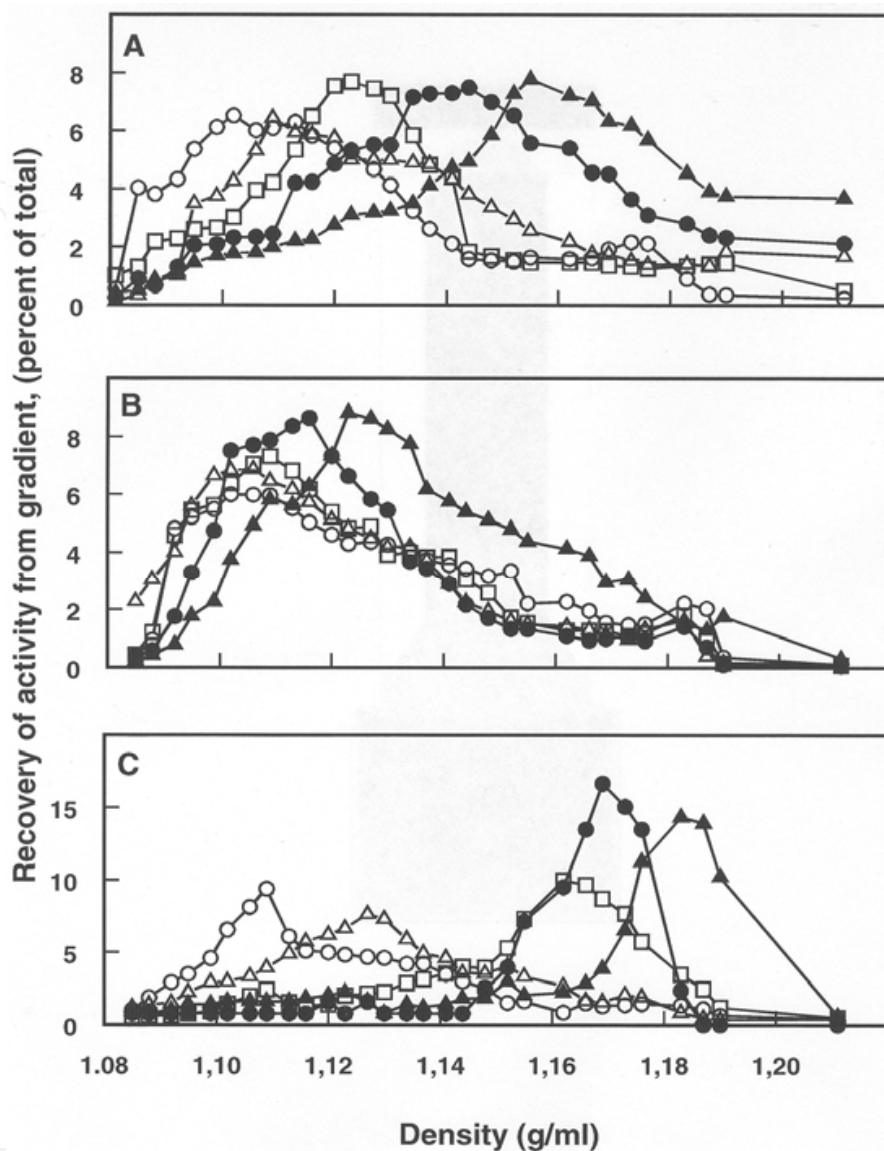 A
8
6
4
2
0
B
8
6
4
2
0
C
15
10
5
0
1.08 1,10 1,12 1,14 1,16 1,18 1,20
Density (g/ml)
Recovery of activity from gradient, (percent of total)